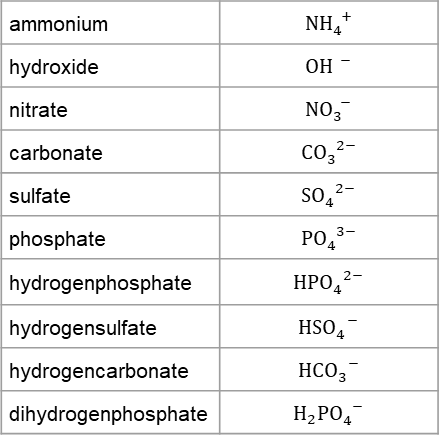 ammonium NH₄⁺
hydroxide OH ⁻
nitrate NO₃⁻
carbonate CO₃²⁻
sulfate SO₄²⁻
phosphate PO₄³⁻
hydrogenphosphate HPO₄²⁻
hydrogensulfate HSO₄⁻
hydrogencarbonate HCO₃⁻
dihydrogenphosphate H₂PO₄⁻